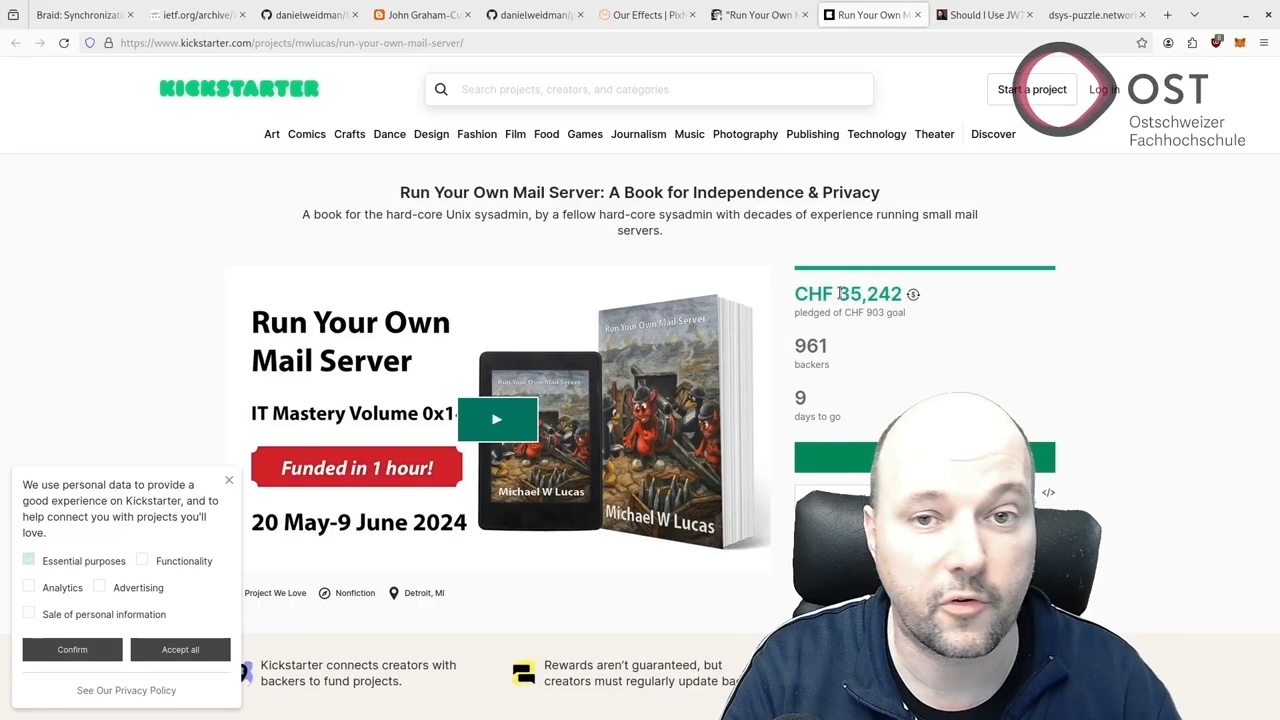 Braid: Synchroniza
ietf.org/archive/i
danielweidman/f
John Graham-Cu
danielweidman/p
Our Effects | Pix
"Run Your Own M
Run Your Own M
Should I Use JWT
dsys-puzzle.networ
https://www.kickstarter.com/projects/mwlucas/run-your-own-mail-server/
8
KICKSTARTER
Search projects, creators, and categories
Start a project
Log in
OST
Ostschweizer
Fachhochschule
Art Comics Crafts Dance Design Fashion Film Food Games Journalism Music Photography Publishing Technology Theater Discover
Run Your Own Mail Server: A Book for Independence & Privacy
A book for the hard-core Unix sysadmin, by a fellow hard-core sysadmin with decades of experience running small mail
servers.
Run Your Own
Mail Server
IT Mastery Volume 0x1
Funded in 1 hour!
20 May-9 June 2024
Run Your Own Mail Server
Michael W Lucas
Run Your Own Mail Server
Michael W Lucas
CHF 35,242
pledged of CHF 903 goal
961
backers
9
days to go
</>
Project We Love
Nonfiction
Detroit, MI
We use personal data to provide a
good experience on Kickstarter, and to
help connect you with projects you'll
love.
Essential purposes
Functionality
Analytics
Advertising
Sale of personal information
Confirm
Accept all
See Our Privacy Policy
Kickstarter connects creators with
backers to fund projects.
Rewards aren't guaranteed, but
creators must regularly update ba